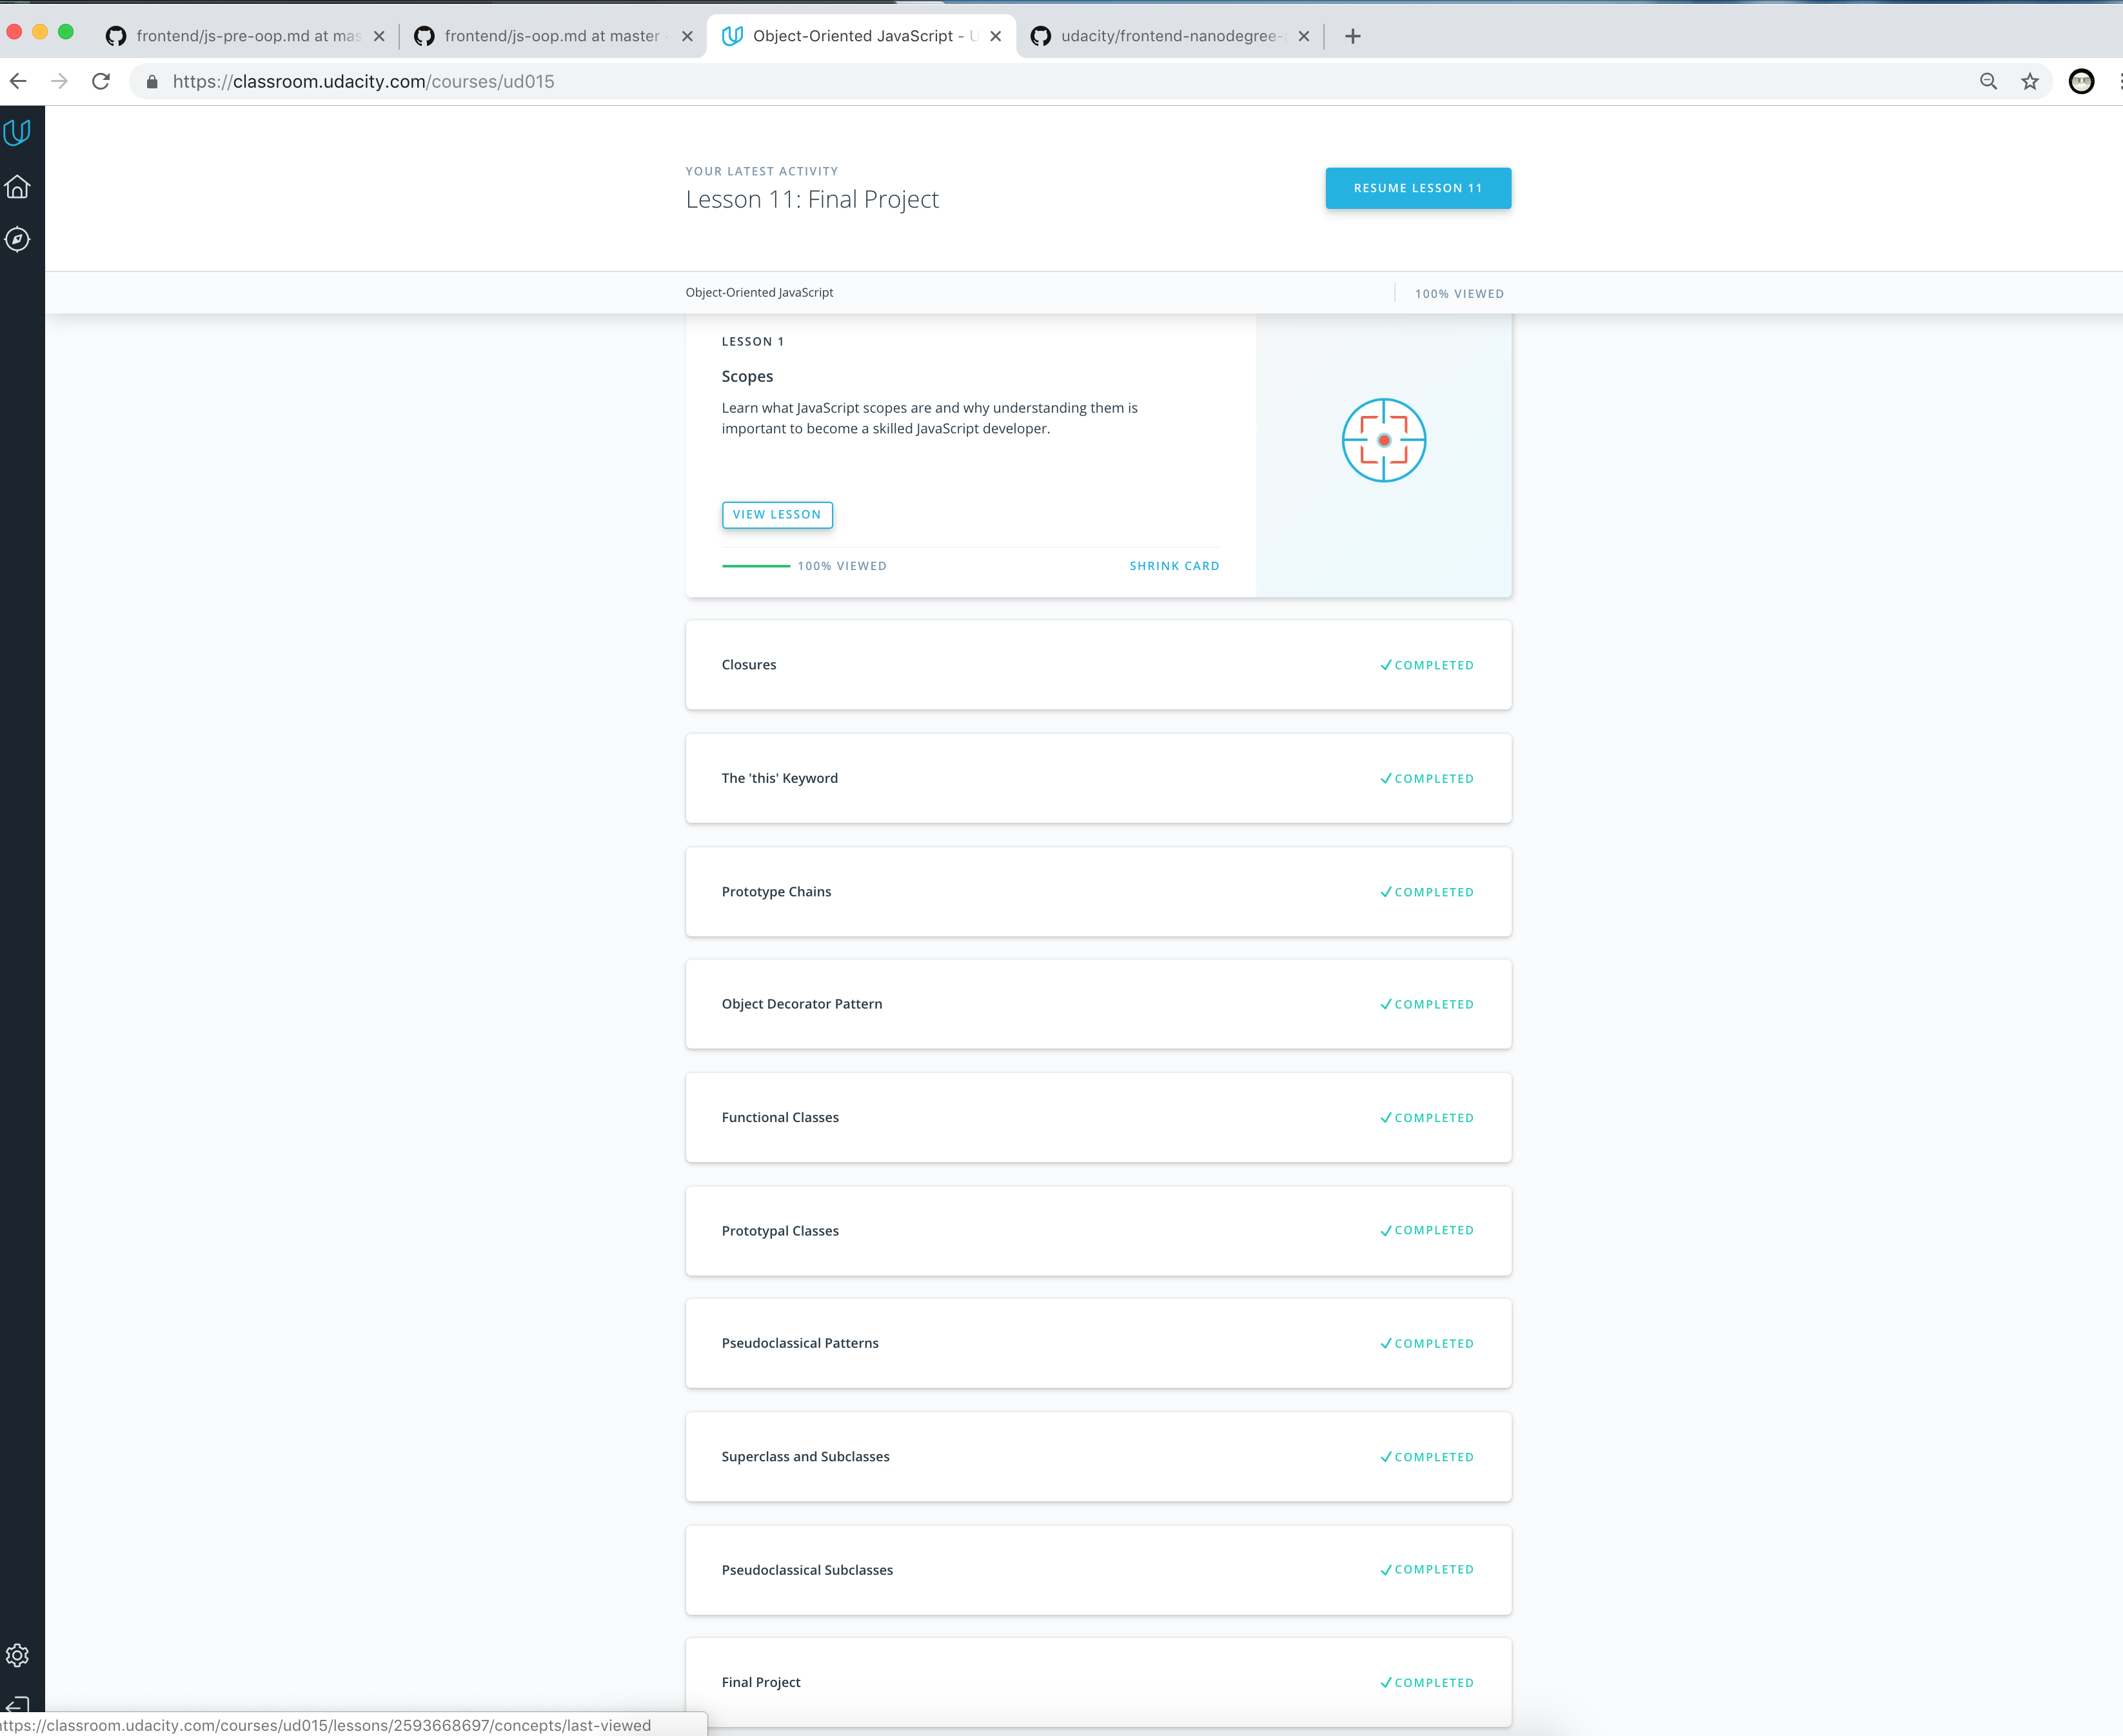 frontend/js-pre-oop.md at mas
frontend/js-oop.md at master
Object-Oriented JavaScript - U
udacity/frontend-nanodegree-
https://classroom.udacity.com/courses/ud015
YOUR LATEST ACTIVITY
Lesson 11: Final Project
RESUME LESSON 11
Object-Oriented JavaScript
100% VIEWED
LESSON 1
Scopes
Learn what JavaScript scopes are and why understanding them is
important to become a skilled JavaScript developer.
VIEW LESSON
100% VIEWED
SHRINK CARD
Closures
COMPLETED
The 'this' Keyword
COMPLETED
Prototype Chains
COMPLETED
Object Decorator Pattern
COMPLETED
Functional Classes
COMPLETED
Prototypal Classes
COMPLETED
Pseudoclassical Patterns
COMPLETED
Superclass and Subclasses
COMPLETED
Pseudoclassical Subclasses
COMPLETED
Final Project
COMPLETED
ttps://classroom.udacity.com/courses/ud015/lessons/2593668697/concepts/last-viewed